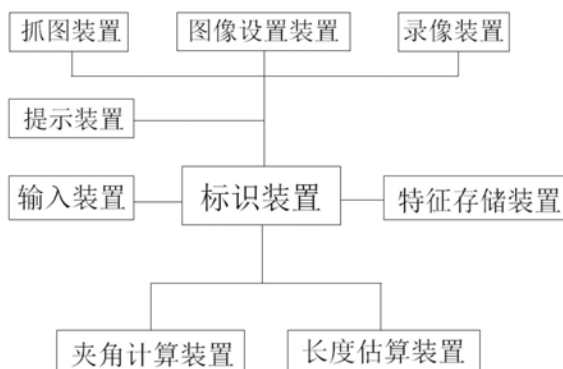 抓图装置
图像设置装置
录像装置
提示装置
输入装置
标识装置
特征存储装置
夹角计算装置
长度估算装置